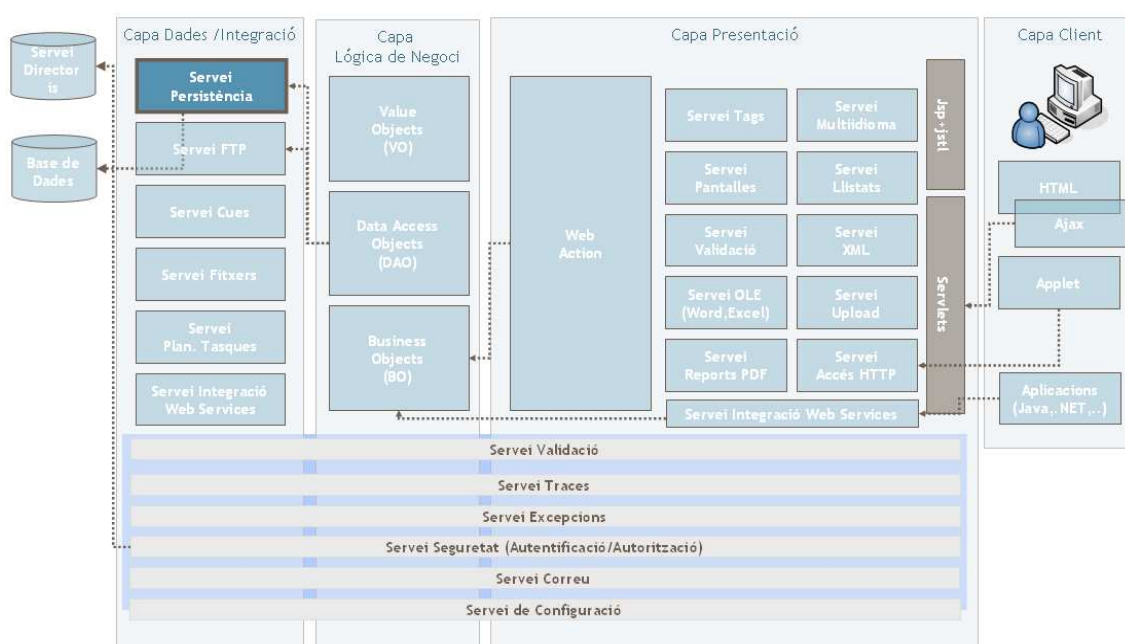 Capa Dades /Integració
Capa
Lógica de Negoci
Capa Presentació
Capa Client
Servei
Director
is
Base de
Dades
Servei
Persistència
Servei FTP
Servei Cues
Servei Fitxers
Servei
Plan. Tasques
Servei Integració
Web Services
Value
Objects
(VO)
Data Access
Objects
(DAO)
Business
Objects
(BO)
Web
Action
Servei Tags
Servei
Multiidioma
Servei
Pantalles
Servei
Llistats
Servei
Validació
Servei
XML
Servei OLE
(Word,Excel)
Servei
Upload
Servei
Reports PDF
Servei
Accés HTTP
Servei Integració Web Services
Jsp+jstl
Servlets
HTML
Ajax
Applet
Aplicacions
(Java,.NET,..)
Servei Validació
Servei Traces
Servei Excepcions
Servei Seguretat (Autentificació/Autorització)
Servei Correu
Servei de Configuració